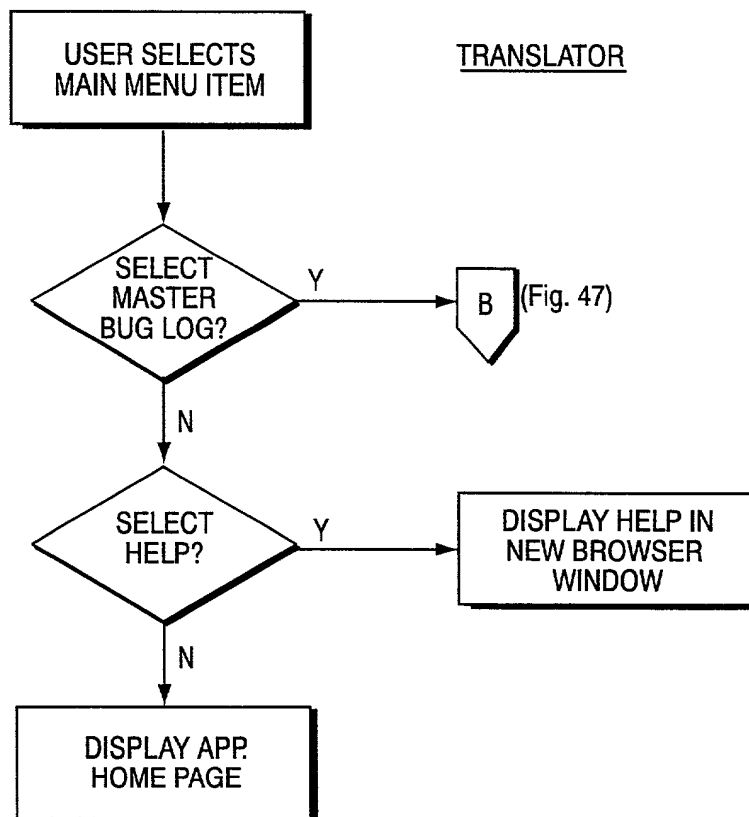 USER SELECTS
MAIN MENU ITEM
TRANSLATOR
SELECT
MASTER
BUG LOG?
Y
B
(Fig. 47)
N
SELECT
HELP?
Y
DISPLAY HELP IN
NEW BROWSER
WINDOW
N
DISPLAY APP.
HOME PAGE